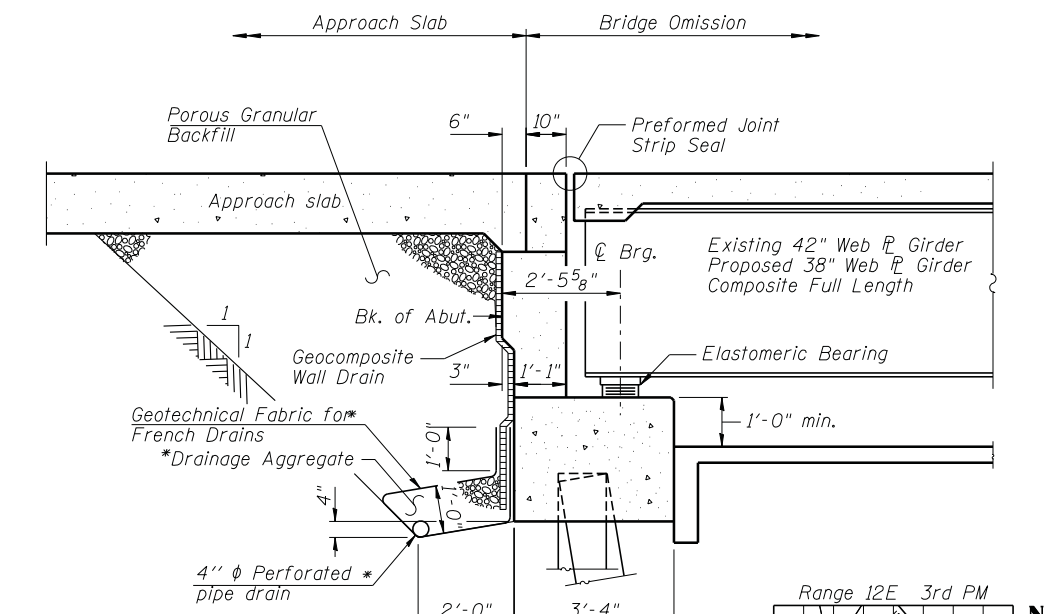 Approach Slab
Bridge Omission
Porous Granular
Backfill
6"
10"
Preformed Joint
Strip Seal
Approach slab
℄ Brg.
Existing 42" Web ⅊ Girder
Proposed 38" Web ⅊ Girder
Composite Full Length
2'-5 5/8"
1
1
Bk. of Abut.
Geocomposite
Wall Drain
3"
1'-1"
Elastomeric Bearing
Geotechnical Fabric for*
French Drains
1'-0"
1'-0" min.
*Drainage Aggregate
4"
1'-0"
4'' ϕ Perforated *
pipe drain
2'-0"
3'-4"
Range 12E 3rd PM
N